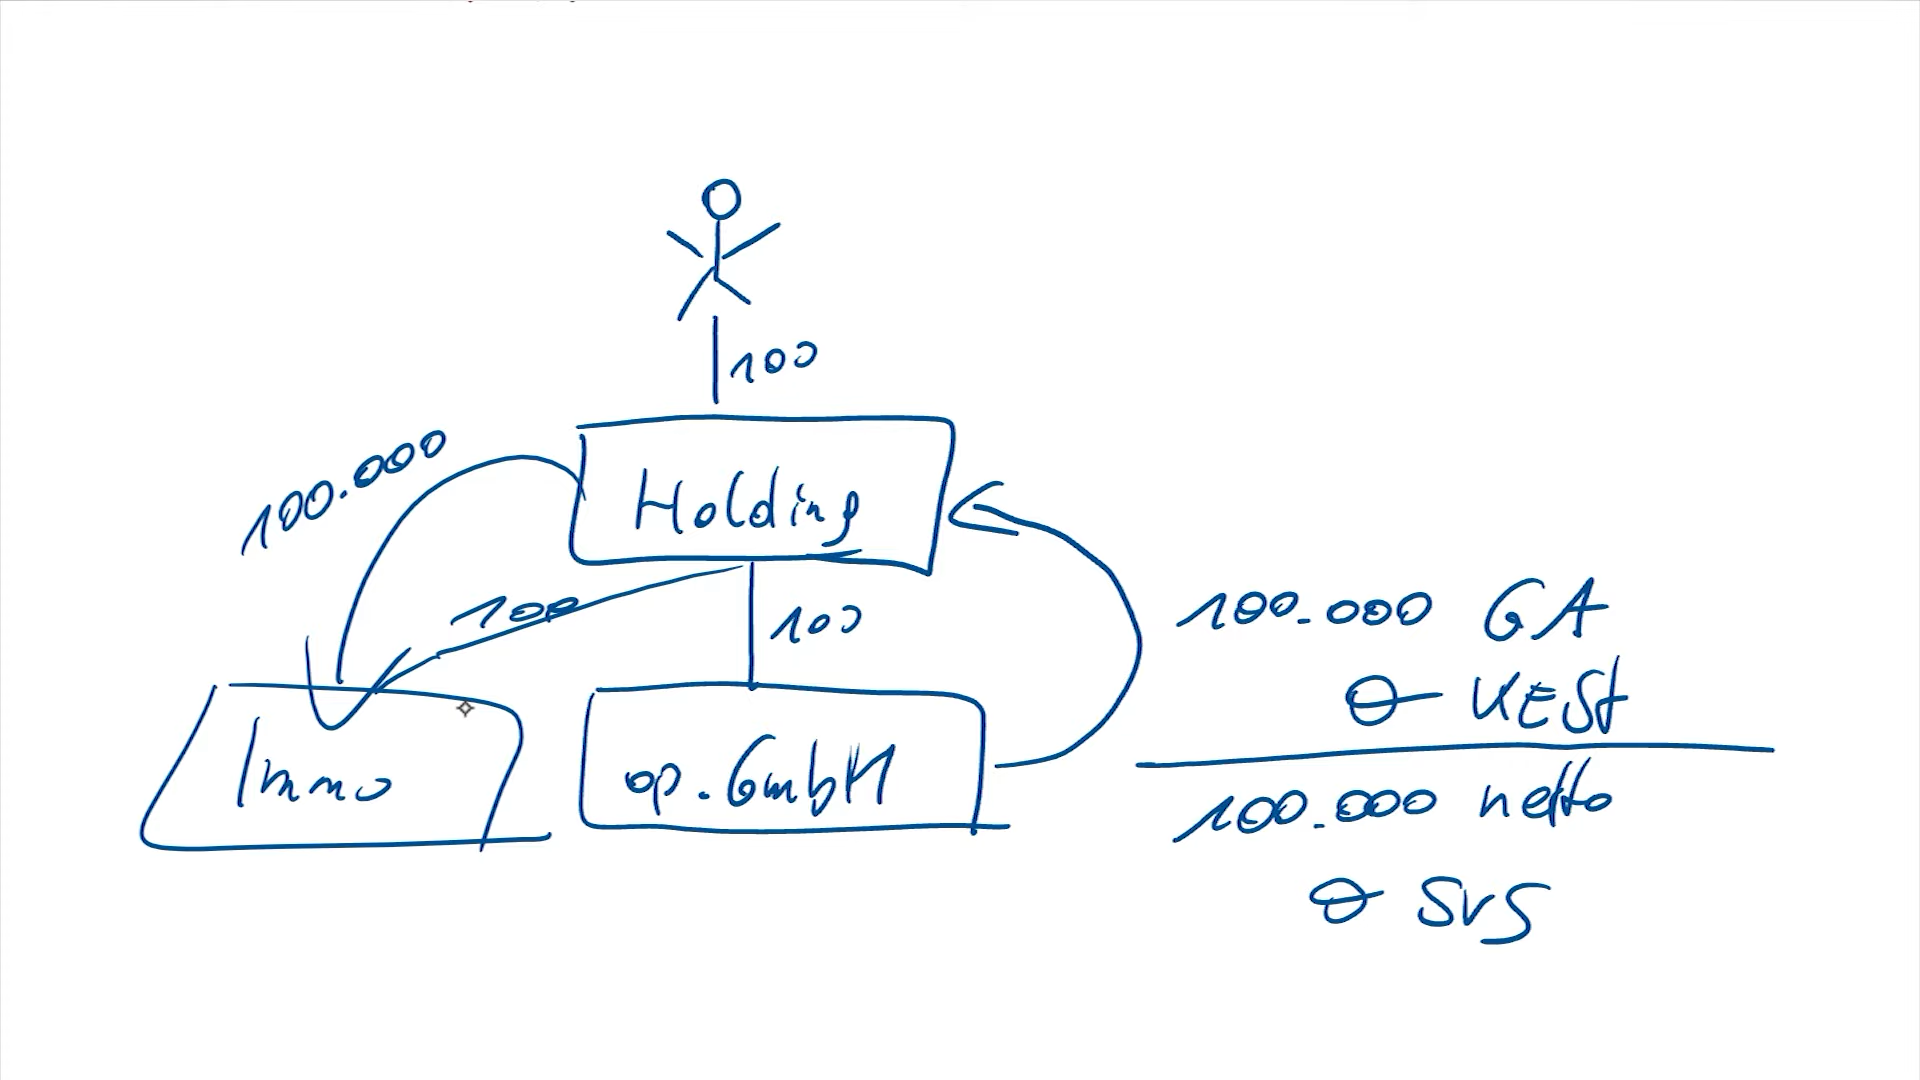 100
100.000
Holding
100
100
100.000 GA
⊖ KESt
Immo
op. GmbH
100.000 netto
⊖ SVS